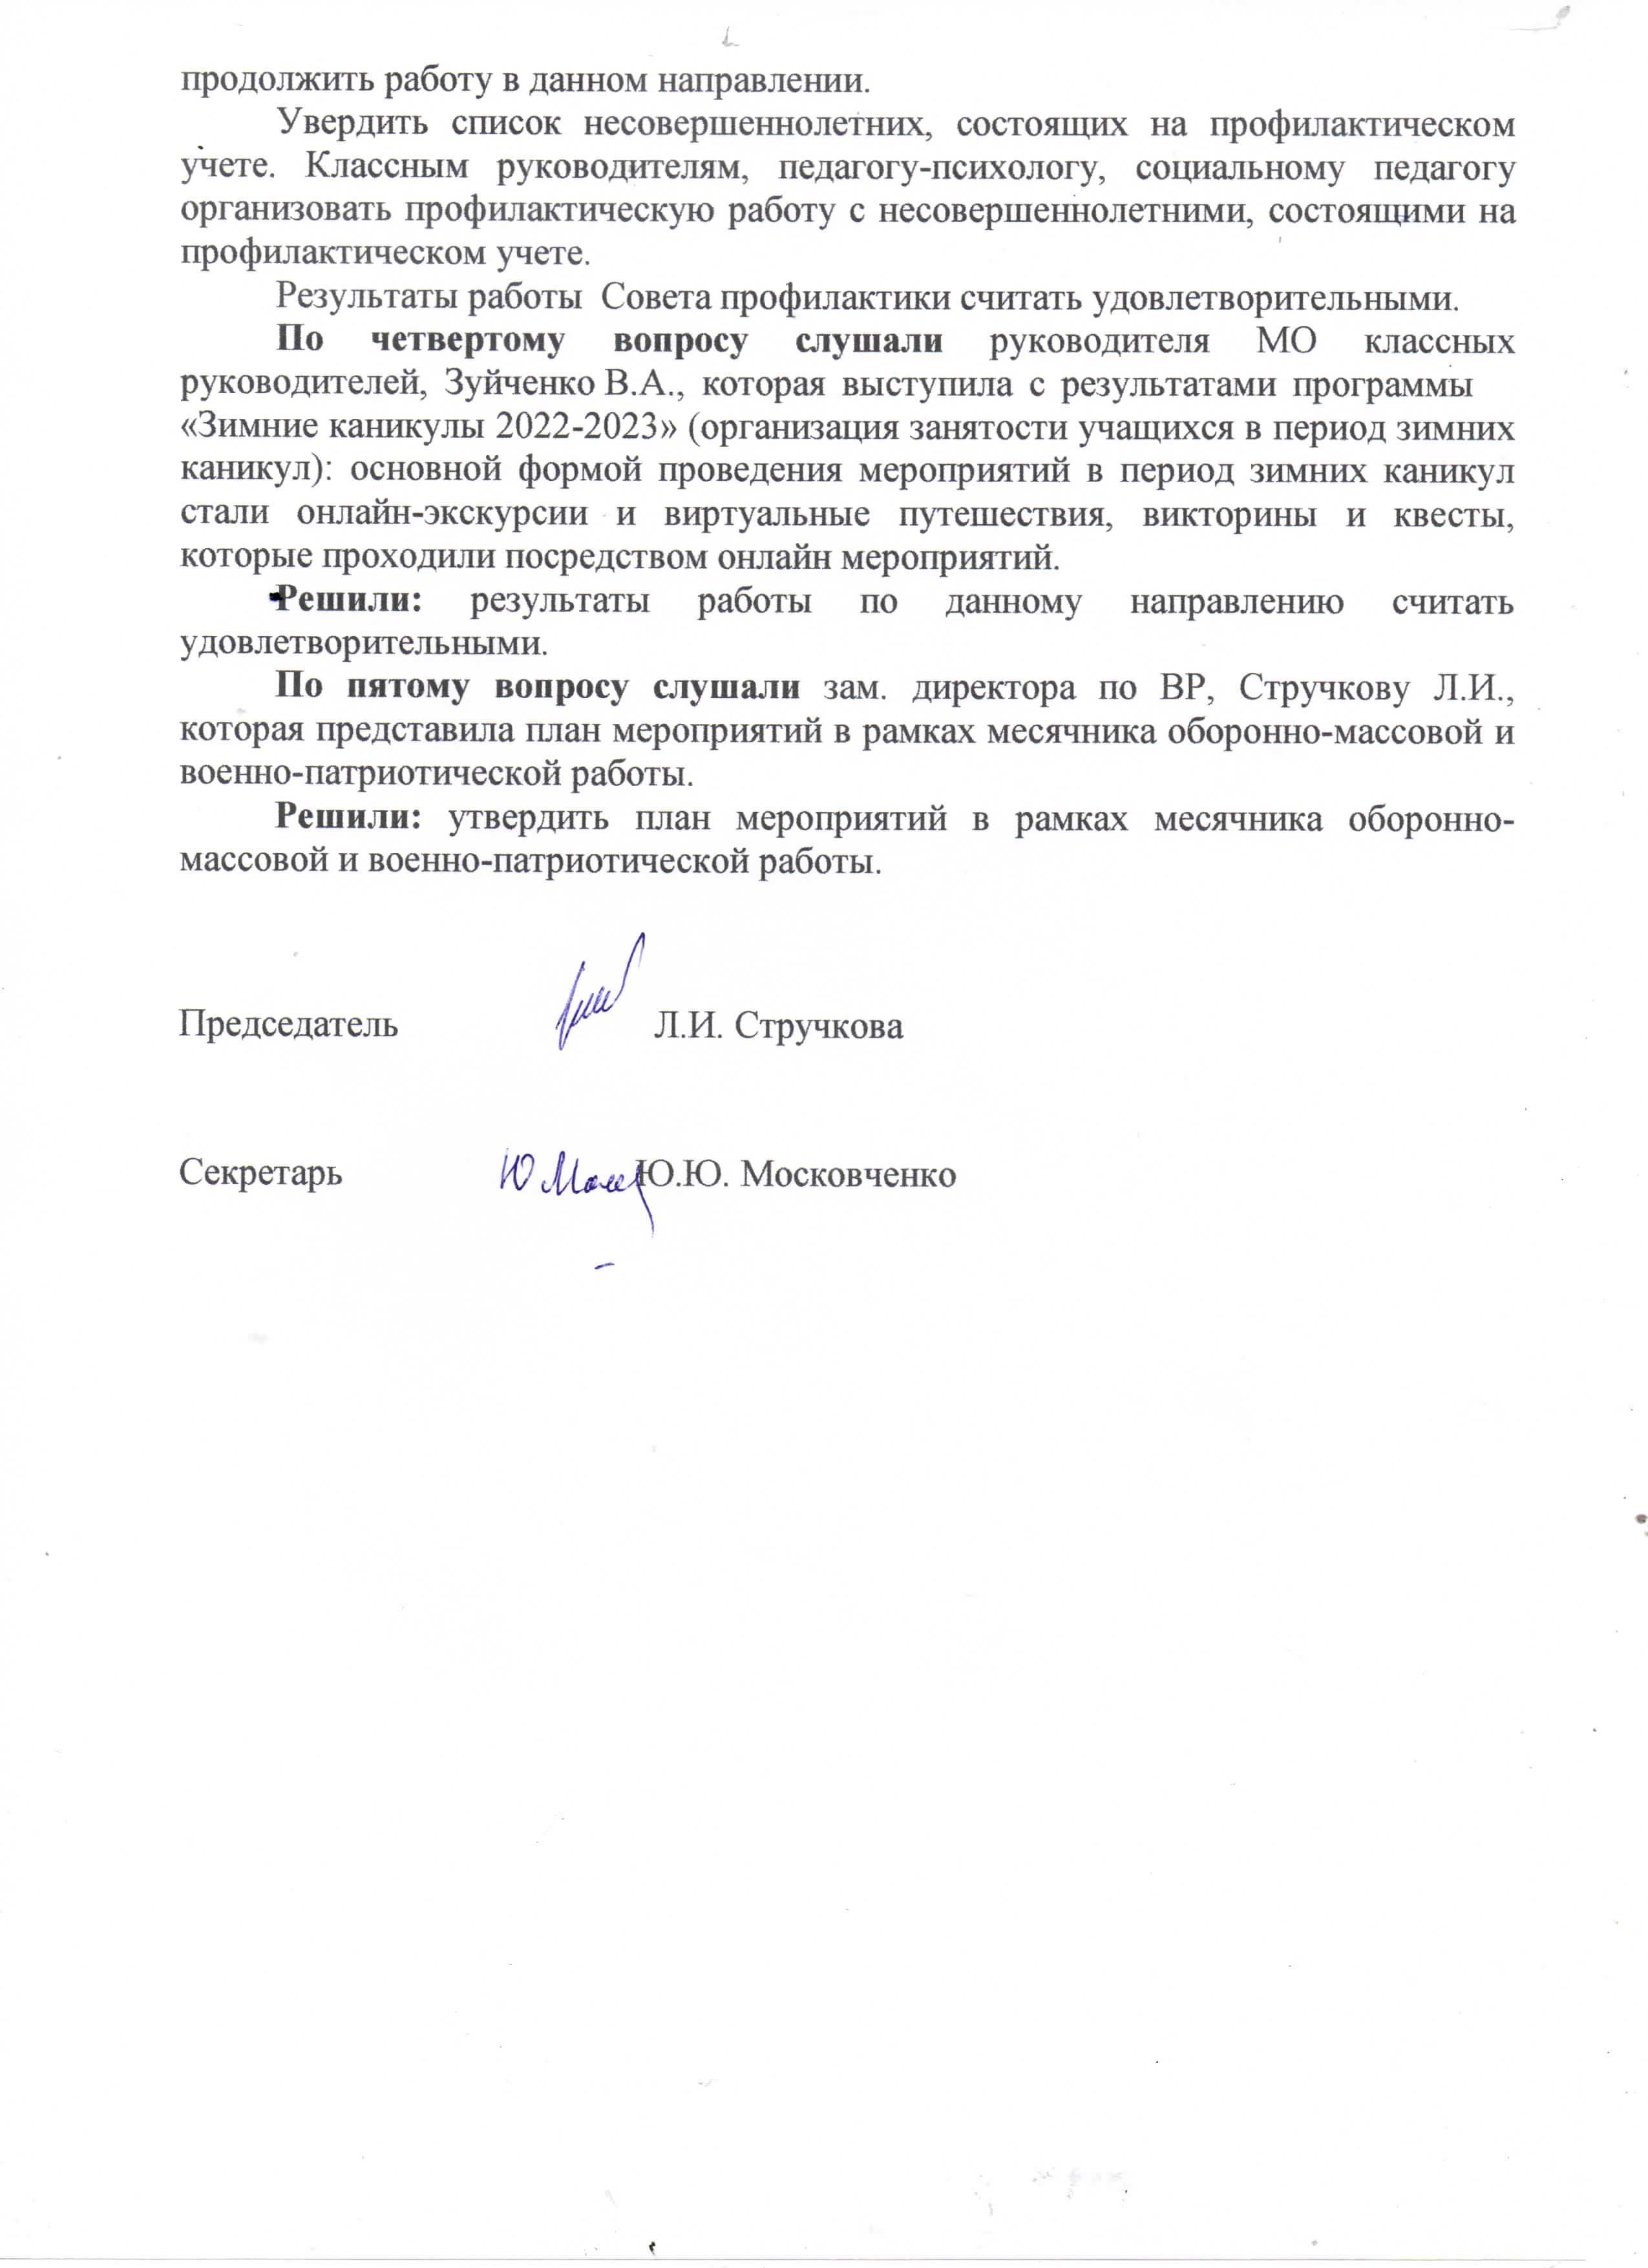 продолжить работу в данном направлении.
Увердить список несовершеннолетних, состоящих на профилактическом
учете. Классным руководителям, педагогу-психологу, социальному педагогу
организовать профилактическую работу с несовершеннолетними, состоящими на
профилактическом учете.
Результаты работы Совета профилактики считать удовлетворительными.
По четвертому вопросу слушали руководителя МО классных
руководителей, Зуйченко В.А., которая выступила с результатами программы
«Зимние каникулы 2022-2023» (организация занятости учащихся в период зимних
каникул): основной формой проведения мероприятий в период зимних каникул
стали онлайн-экскурсии и виртуальные путешествия, викторины и квесты,
которые проходили посредством онлайн мероприятий.
Решили: результаты работы по данному направлению считать
удовлетворительными.
По пятому вопросу слушали зам. директора по ВР, Стручкову Л.И.,
которая представила план мероприятий в рамках месячника оборонно-массовой и
военно-патриотической работы.
Решили: утвердить план мероприятий в рамках месячника оборонно-
массовой и военно-патриотической работы.
Председатель Л.И. Стручкова
Секретарь Ю.Ю. Московченко